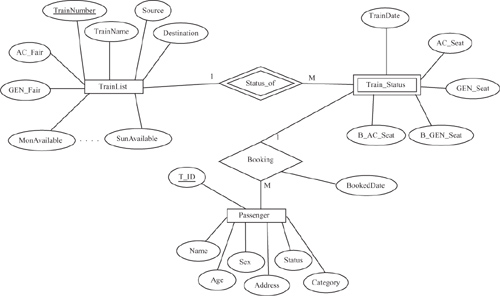 TrainNumber
Source
TrainDate
TrainName
Destination
AC_Fair
AC_Seat
TrainList
1
Status_of
M
Train_Status
GEN_Fair
GEN_Seat
MonAvailable
. . . . .
SunAvailable
B_AC_Seat
B_GEN_Seat
1
Booking
T_ID
M
BookedDate
Passenger
Name
Sex
Status
Age
Address
Category